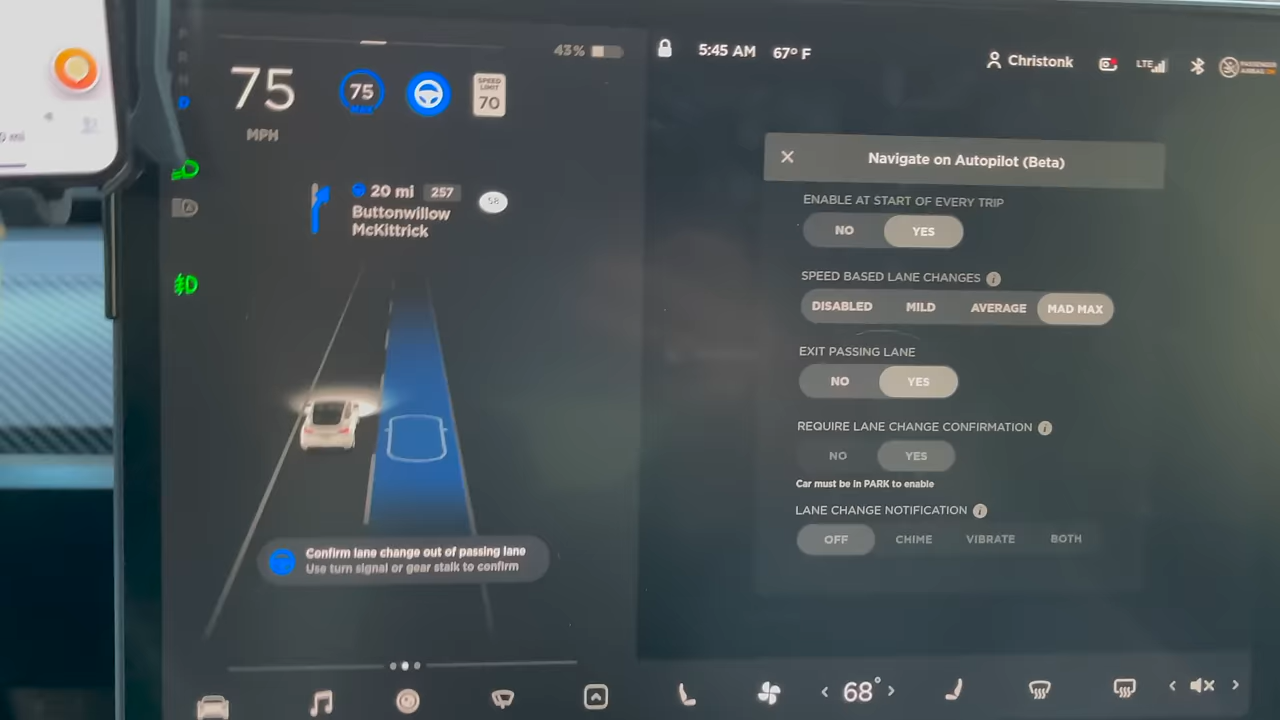 43%
5:45 AM
67° F
Christonk
LTE
PASSENGER
AIRBAG
75
MPH
75
MAX
SPEED
LIMIT
70
20 mi
257
58
Buttonwillow
McKittrick
Confirm lane change out of passing lane
Use turn signal or gear stalk to confirm
Navigate on Autopilot (Beta)
ENABLE AT START OF EVERY TRIP
NO YES
SPEED BASED LANE CHANGES
DISABLED MILD AVERAGE MAD MAX
EXIT PASSING LANE
NO YES
REQUIRE LANE CHANGE CONFIRMATION
NO YES
Car must be in PARK to enable
LANE CHANGE NOTIFICATION
OFF CHIME VIBRATE BOTH
68°